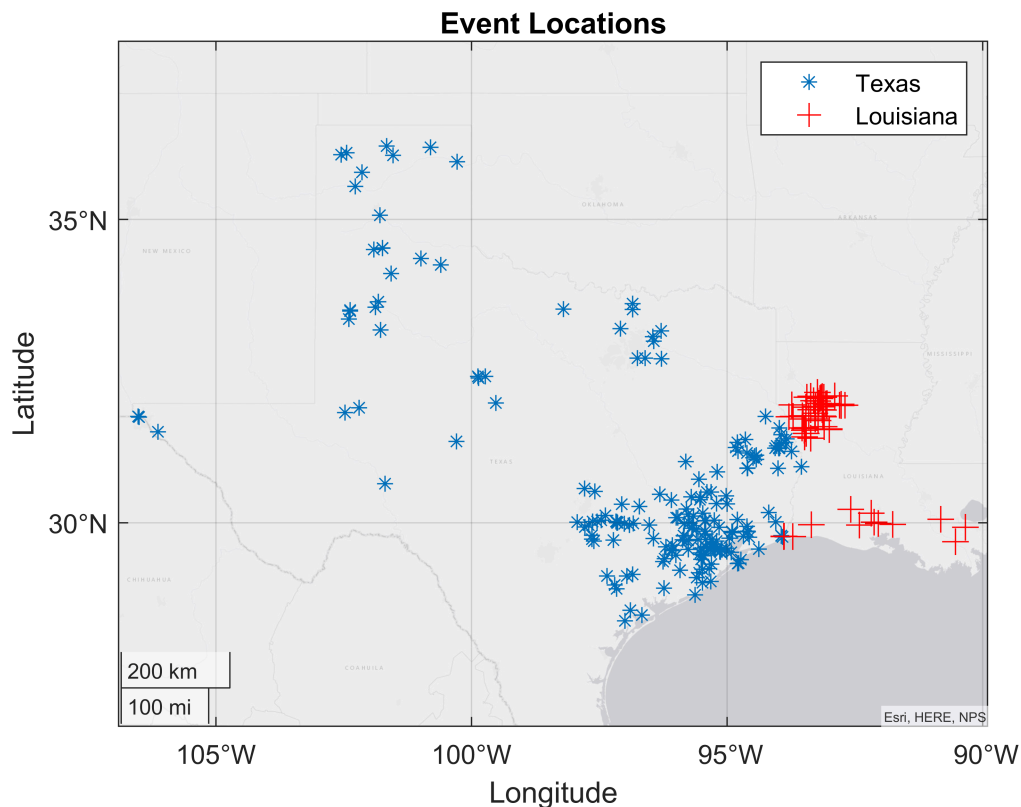 Event Locations
Texas
Louisiana
35°N
30°N
Latitude
OKLAHOMA
ARKANSAS
NEW MEXICO
MISSISSIPPI
TEXAS
LOUISIANA
CHIHUAHUA
COAHUILA
200 km
100 mi
Esri, HERE, NPS
105°W
100°W
95°W
90°W
Longitude